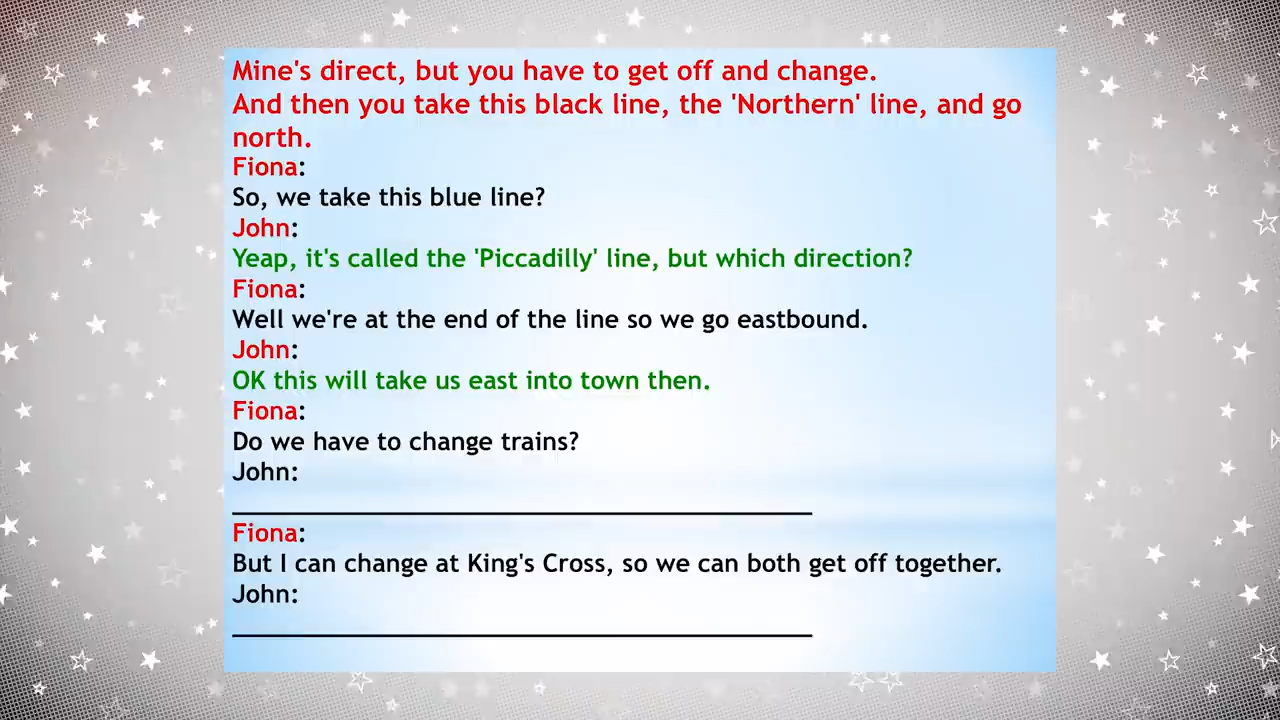 Mine's direct, but you have to get off and change.
And then you take this black line, the 'Northern' line, and go
north.
Fiona:
So, we take this blue line?
John:
Yeap, it's called the 'Piccadilly' line, but which direction?
Fiona:
Well we're at the end of the line so we go eastbound.
John:
OK this will take us east into town then.
Fiona:
Do we have to change trains?
John:
Fiona:
But I can change at King's Cross, so we can both get off together.
John: